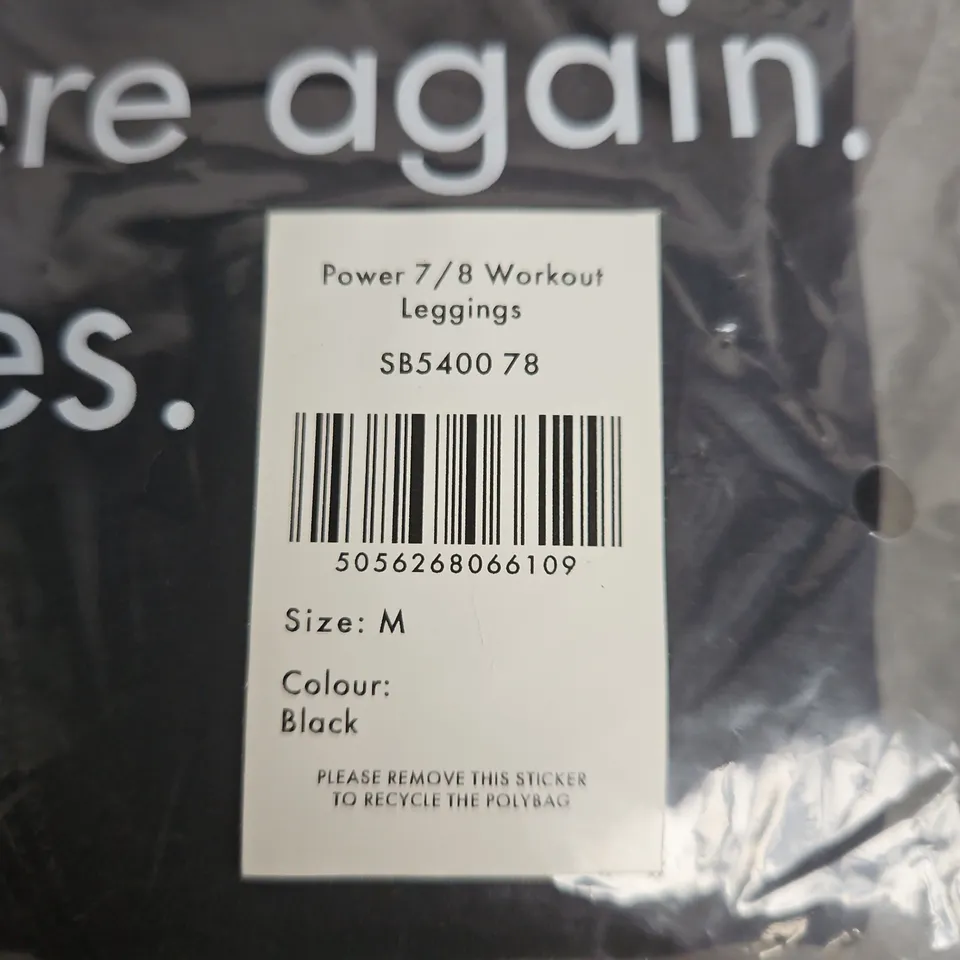 ere again.
es.
Power 7/8 Workout
Leggings
SB5400 78
5056268066109
Size: M
Colour:
Black
PLEASE REMOVE THIS STICKER
TO RECYCLE THE POLYBAG